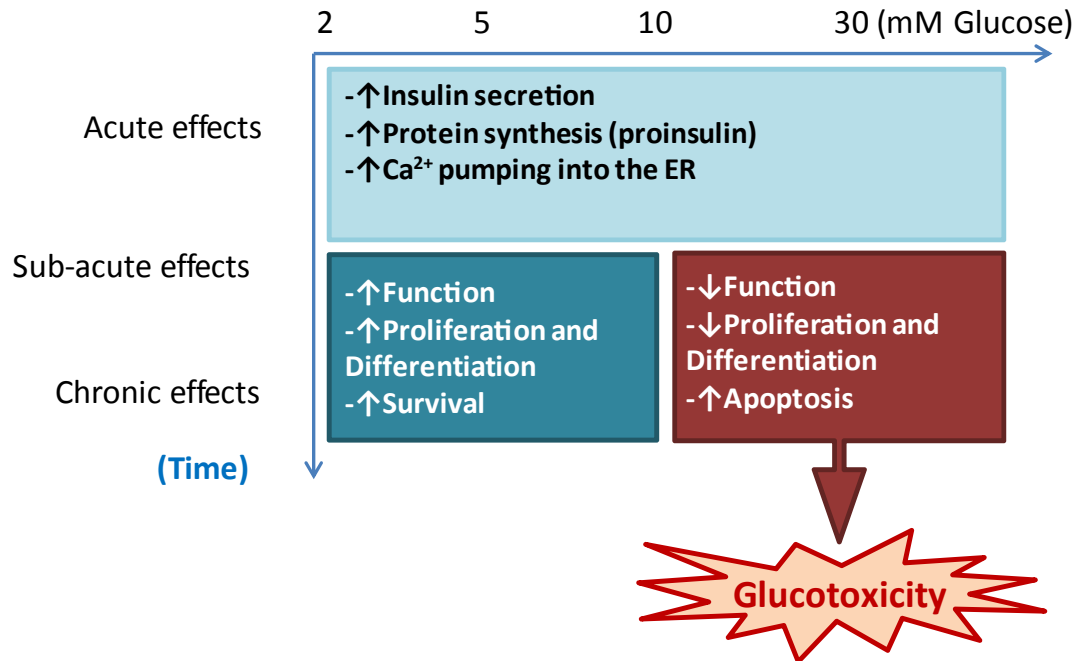 2 5 10 30 (mM Glucose)
Acute effects
-↑Insulin secretion
-↑Protein synthesis (proinsulin)
-↑Ca²⁺ pumping into the ER
Sub-acute effects
Chronic effects
(Time)
-↑Function
-↑Proliferation and
Differentiation
-↑Survival
-↓Function
-↓Proliferation and
Differentiation
-↑Apoptosis
Glucotoxicity